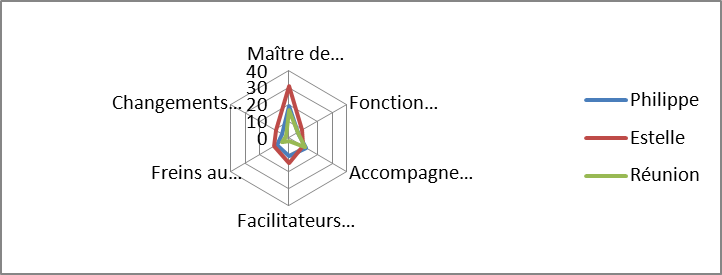 Maître de...
40
30
20
10
0
Changements...
Fonction...
Freins au...
Accompagne...
Facilitateurs...
Philippe
Estelle
Réunion